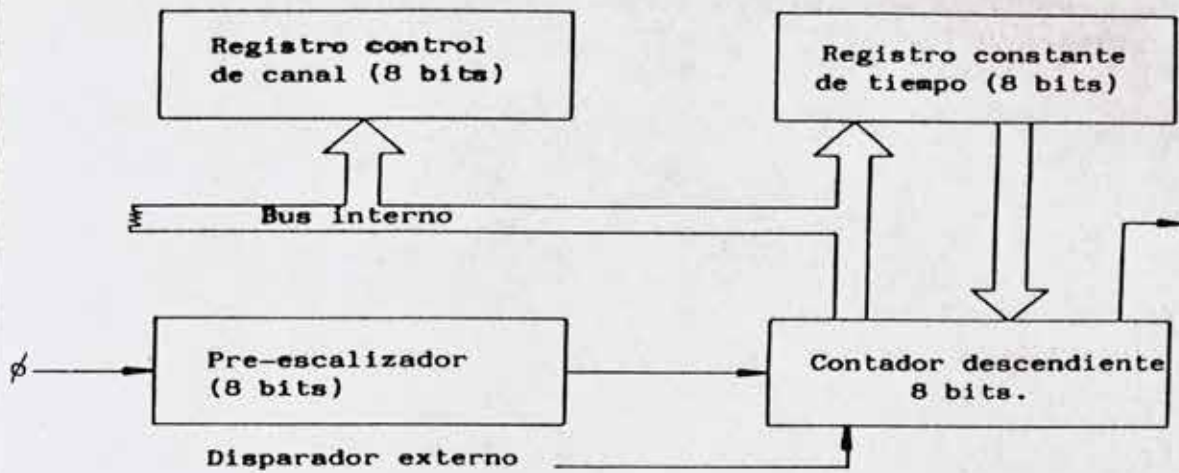 Registro control
de canal (8 bits)
Registro constante
de tiempo (8 bits)
Bus interno
φ
Pre-escalizador
(8 bits)
Contador descendiente
8 bits.
Disparador externo